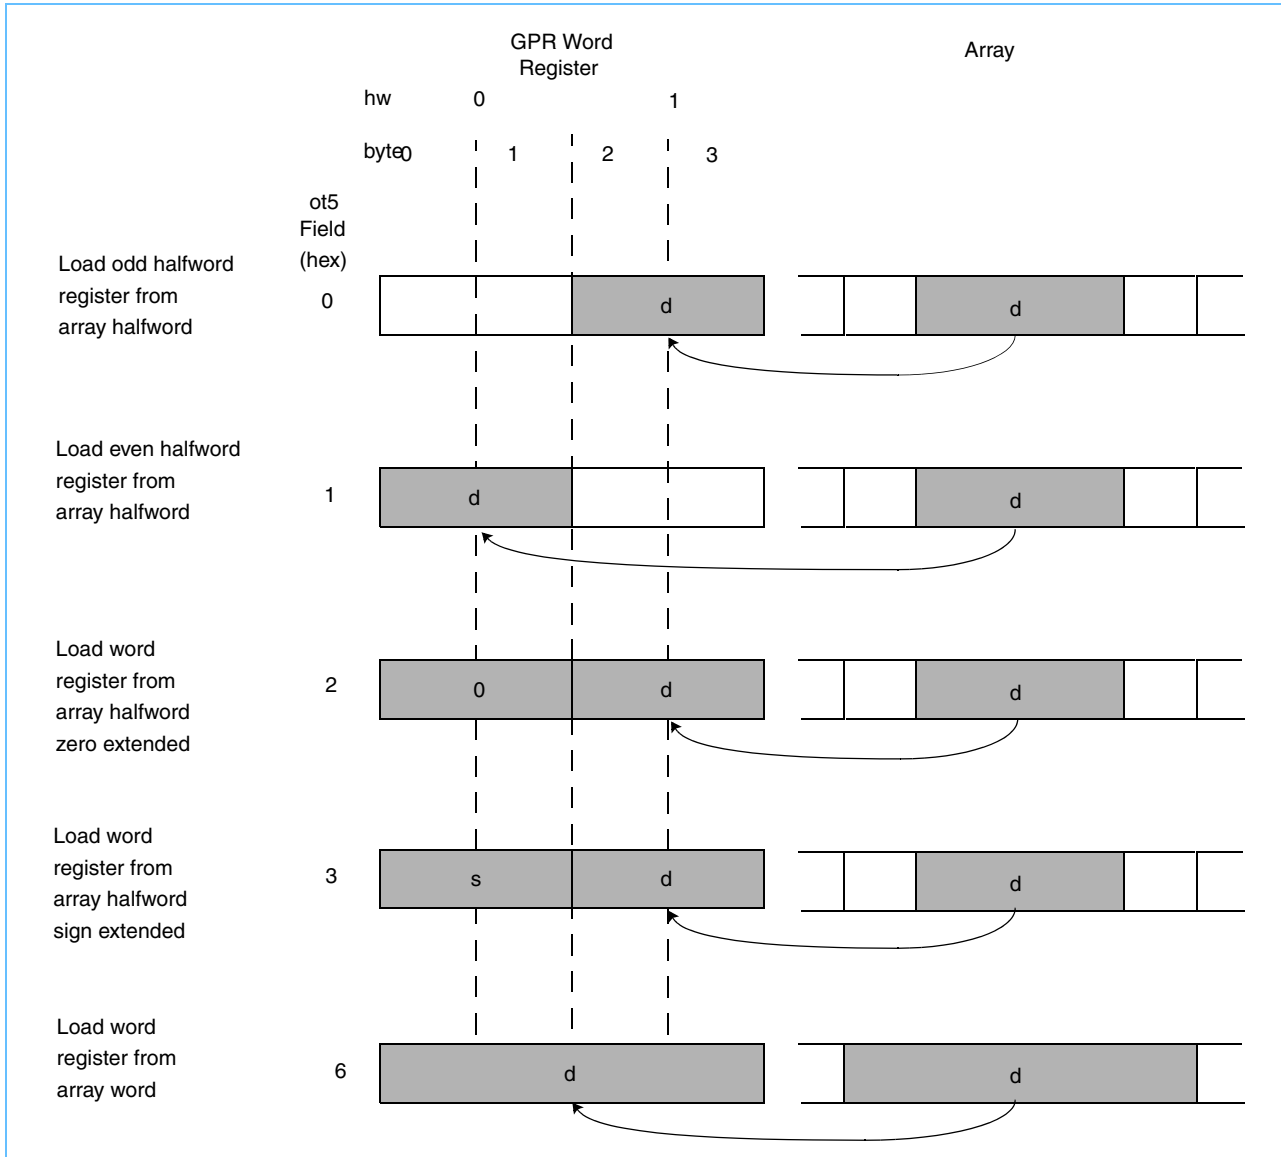 GPR Word
Register
Array
hw 0 1
byte 0 1 2 3
ot5
Field
(hex)
Load odd halfword
register from
array halfword
0
d
d
Load even halfword
register from
array halfword
1
d
d
Load word
register from
array halfword
zero extended
2
0
d
d
Load word
register from
array halfword
sign extended
3
s
d
d
Load word
register from
array word
6
d
d